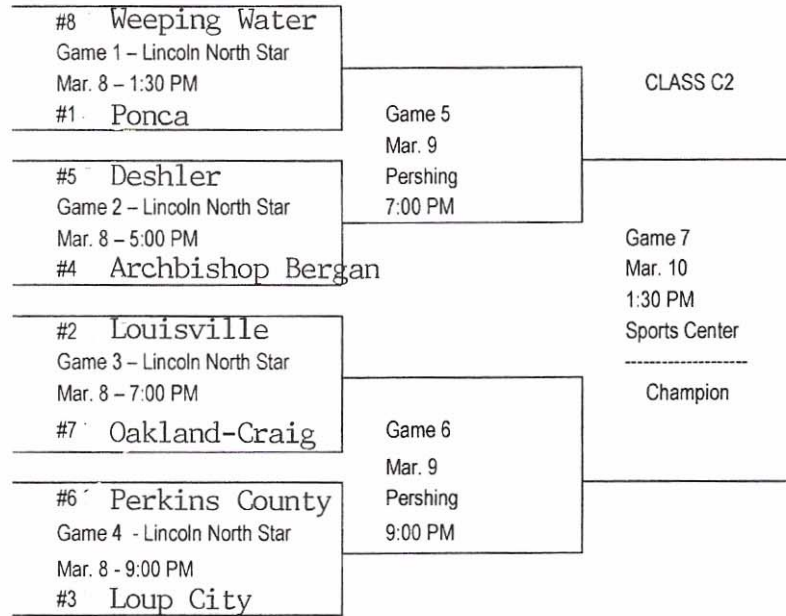 #8 Weeping Water
Game 1 – Lincoln North Star
Mar. 8 – 1:30 PM
#1 Ponca
#5 Deshler
Game 2 – Lincoln North Star
Mar. 8 – 5:00 PM
#4 Archbishop Bergan
#2 Louisville
Game 3 – Lincoln North Star
Mar. 8 – 7:00 PM
#7 Oakland-Craig
#6 Perkins County
Game 4 - Lincoln North Star
Mar. 8 - 9:00 PM
#3 Loup City
Game 5
Mar. 9
Pershing
7:00 PM
Game 6
Mar. 9
Pershing
9:00 PM
CLASS C2
Game 7
Mar. 10
1:30 PM
Sports Center
--------------------
Champion